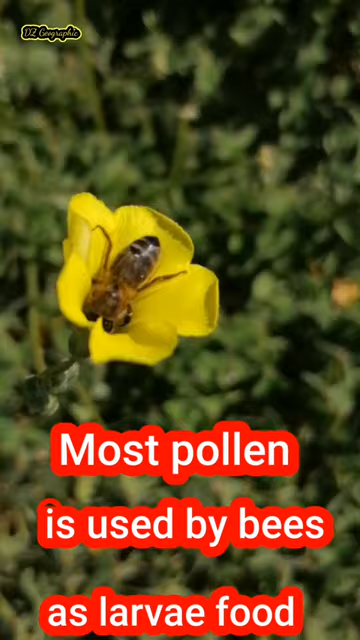 DZ Geographic
Most pollen
is used by bees
as larvae food